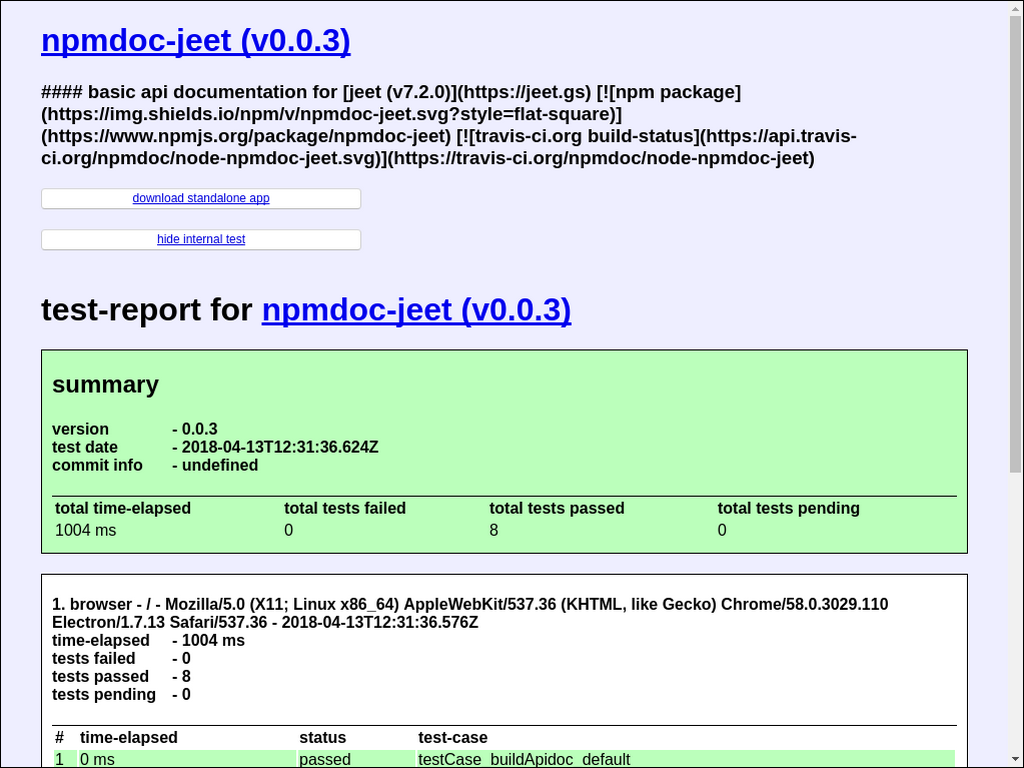 npmdoc-jeet (v0.0.3)
#### basic api documentation for [jeet (v7.2.0)](https://jeet.gs) [![npm package]
(https://img.shields.io/npm/v/npmdoc-jeet.svg?style=flat-square)]
(https://www.npmjs.org/package/npmdoc-jeet) [![travis-ci.org build-status](https://api.travis-
ci.org/npmdoc/node-npmdoc-jeet.svg)](https://travis-ci.org/npmdoc/node-npmdoc-jeet)
download standalone app
hide internal test
test-report for npmdoc-jeet (v0.0.3)
summary
version - 0.0.3
test date - 2018-04-13T12:31:36.624Z
commit info - undefined
total time-elapsed total tests failed total tests passed total tests pending
1004 ms 0 8 0
1. browser - / - Mozilla/5.0 (X11; Linux x86_64) AppleWebKit/537.36 (KHTML, like Gecko) Chrome/58.0.3029.110
Electron/1.7.13 Safari/537.36 - 2018-04-13T12:31:36.576Z
time-elapsed - 1004 ms
tests failed - 0
tests passed - 8
tests pending - 0
# time-elapsed status test-case
1 0 ms passed testCase_buildApidoc_default